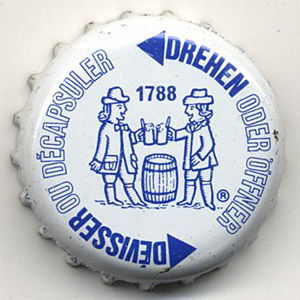 DREHEN ODER ÖFFNER
DÉVISSER OU DÉCAPSULER
1788
®